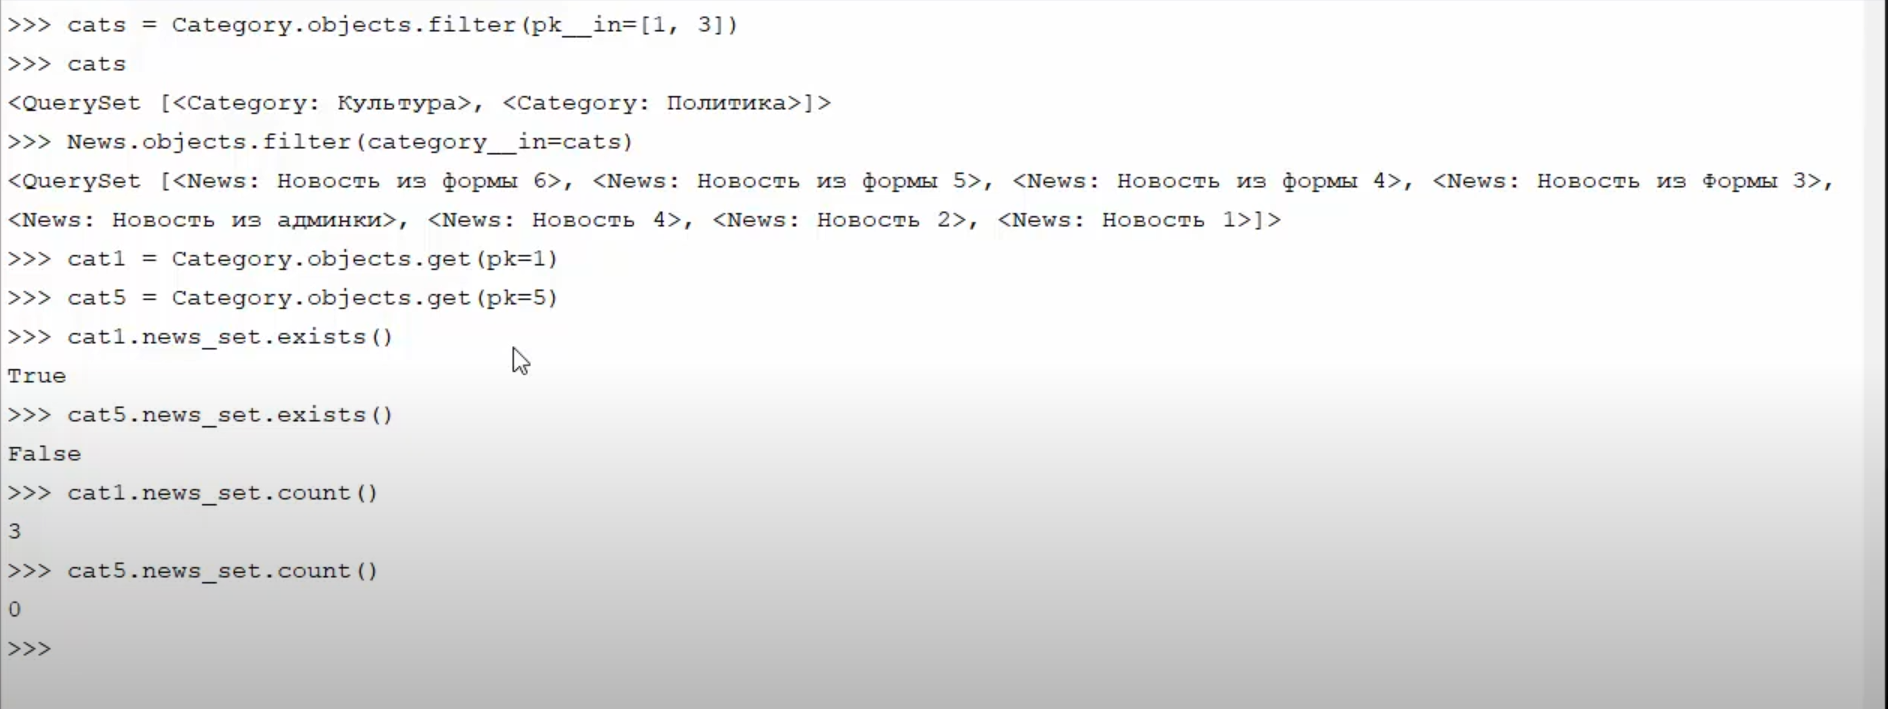 >>> cats = Category.objects.filter(pk__in=[1, 3])
>>> cats
<QuerySet [<Category: Культура>, <Category: Политика>]>
>>> News.objects.filter(category__in=cats)
<QuerySet [<News: Новость из формы 6>, <News: Новость из формы 5>, <News: Новость из формы 4>, <News: Новость из Формы 3>,
<News: Новость из админки>, <News: Новость 4>, <News: Новость 2>, <News: Новость 1>]>
>>> cat1 = Category.objects.get(pk=1)
>>> cat5 = Category.objects.get(pk=5)
>>> cat1.news_set.exists()
True
>>> cat5.news_set.exists()
False
>>> cat1.news_set.count()
3
>>> cat5.news_set.count()
0
>>>